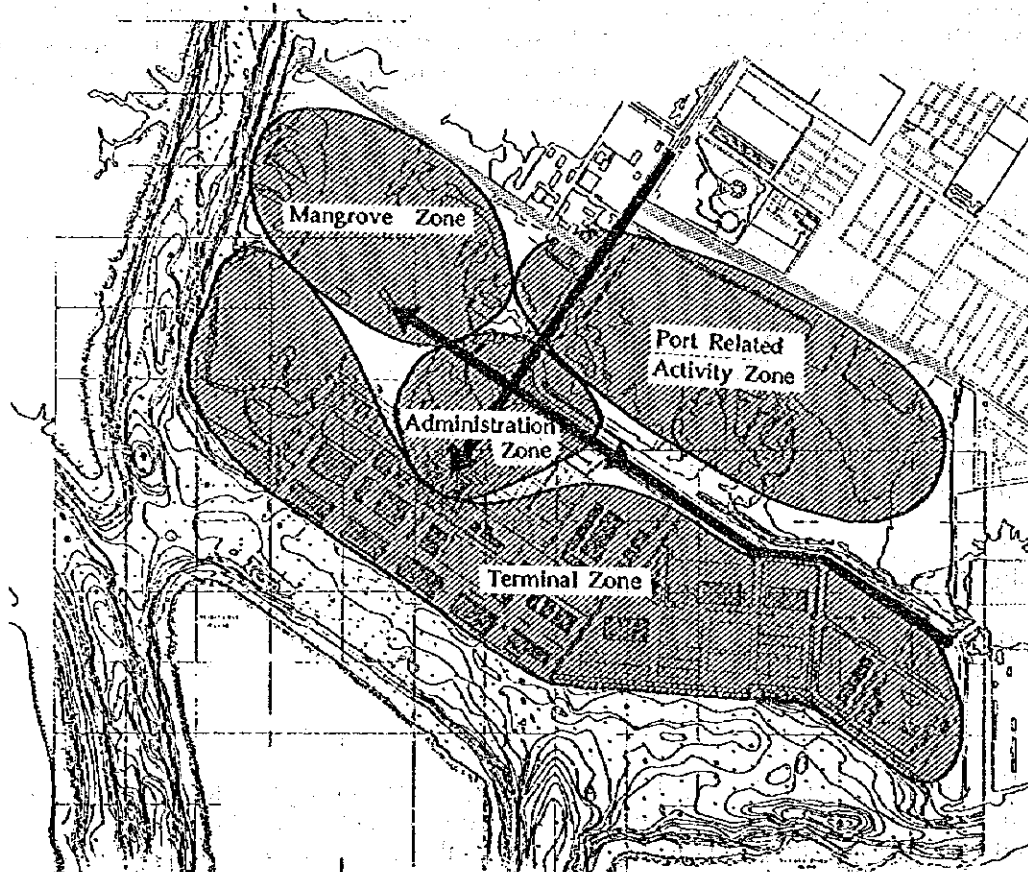 Mangrove Zone
Port Related
Activity Zone
Administration
Zone
Terminal Zone